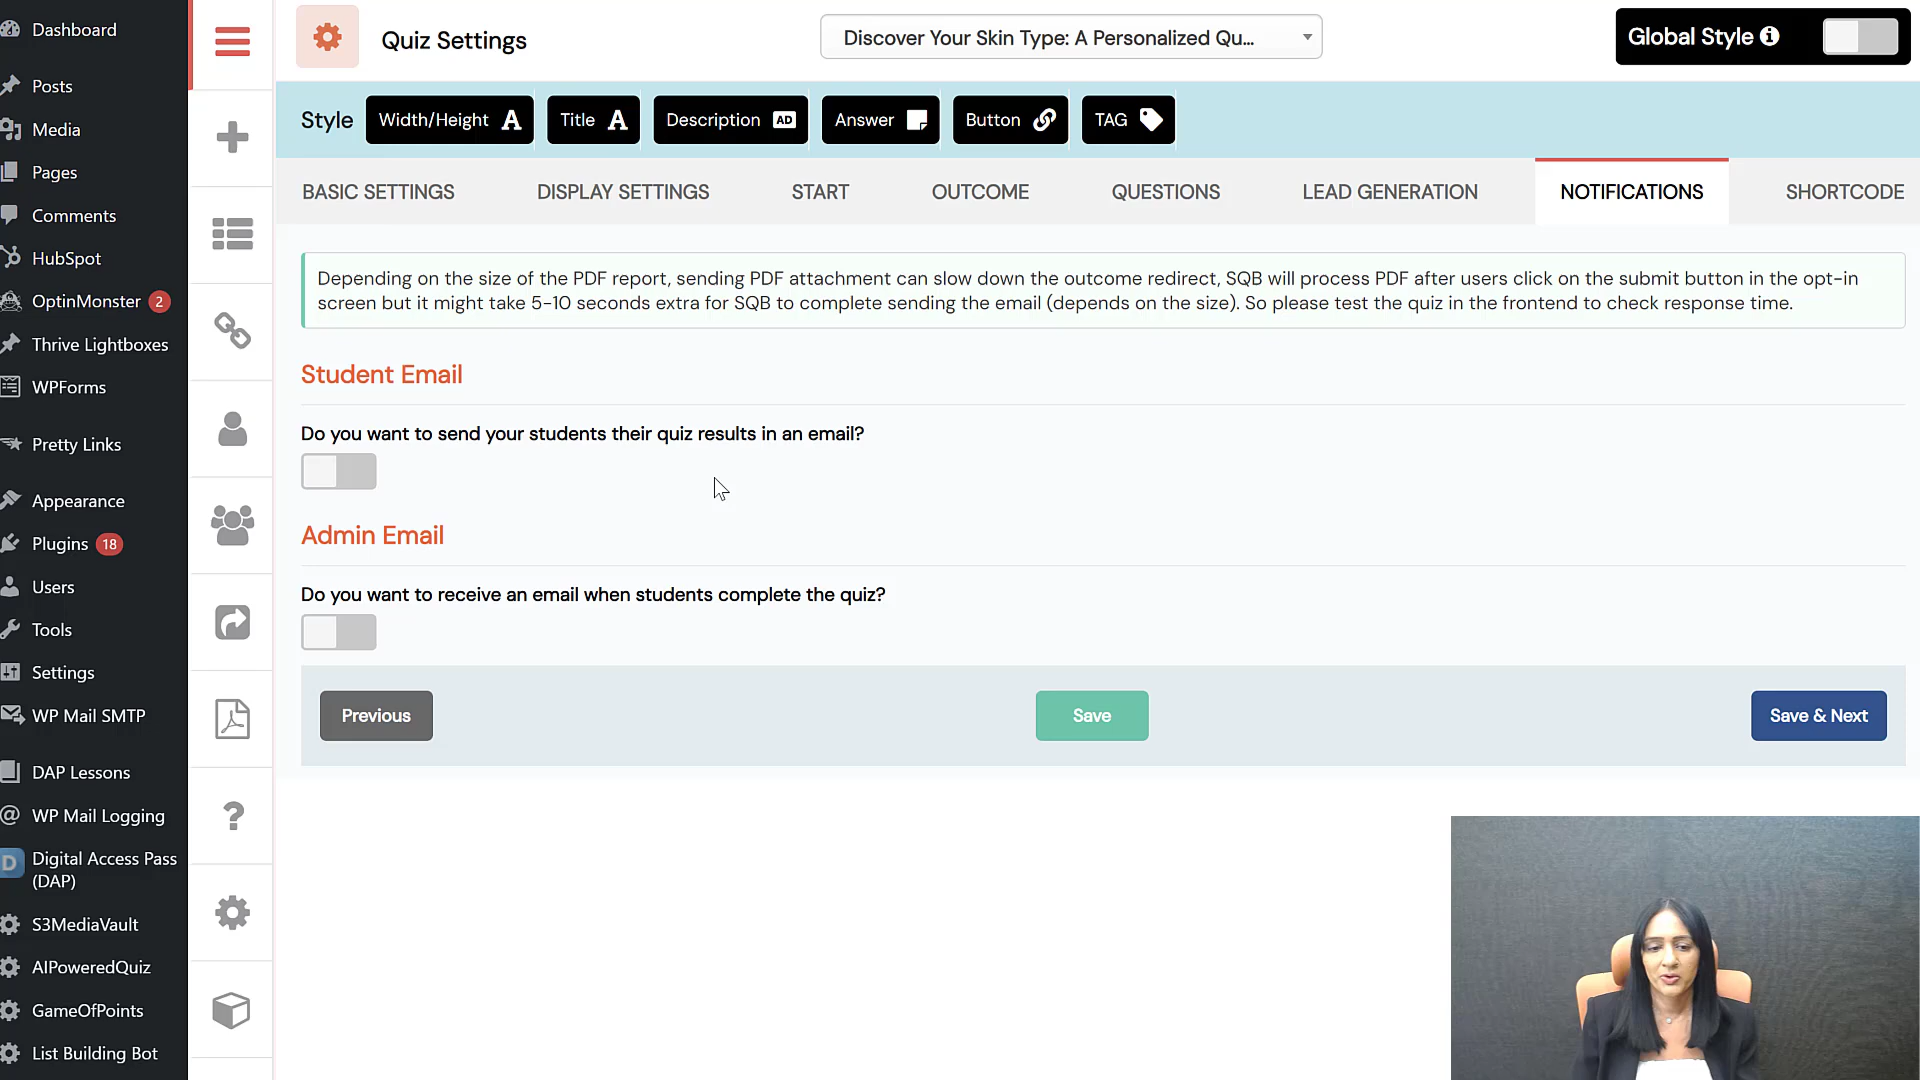 Dashboard
Posts
Media
Pages
Comments
HubSpot
OptinMonster 2
Thrive Lightboxes
WPForms
Pretty Links
Appearance
Plugins 18
Users
Tools
Settings
WP Mail SMTP
DAP Lessons
WP Mail Logging
D Digital Access Pass
(DAP)
S3MediaVault
AIPoweredQuiz
GameOfPoints
List Building Bot
Quiz Settings
Discover Your Skin Type: A Personalized Qu...
Global Style
Style
Width/Height A
Title A
Description AD
Answer
Button
TAG
BASIC SETTINGS
DISPLAY SETTINGS
START
OUTCOME
QUESTIONS
LEAD GENERATION
NOTIFICATIONS
SHORTCODE
Depending on the size of the PDF report, sending PDF attachment can slow down the outcome redirect, SQB will process PDF after users click on the submit button in the opt-in
screen but it might take 5-10 seconds extra for SQB to complete sending the email (depends on the size). So please test the quiz in the frontend to check response time.
Student Email
Do you want to send your students their quiz results in an email?
Admin Email
Do you want to receive an email when students complete the quiz?
Previous
Save
Save & Next